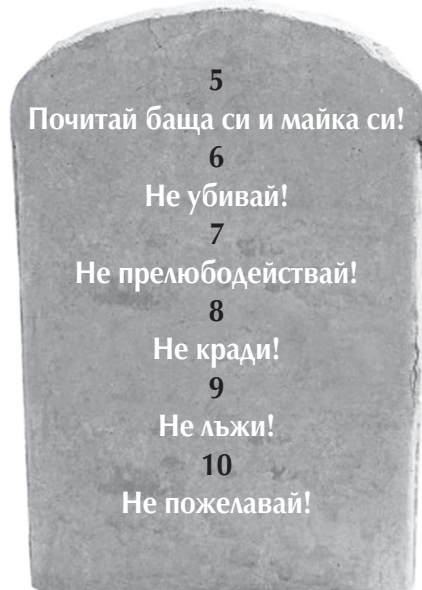 5
Почитай баща си и майка си!
6
Не убивай!
7
Не прелюбодействай!
8
Не кради!
9
Не лъжи!
10
Не пожелавай!